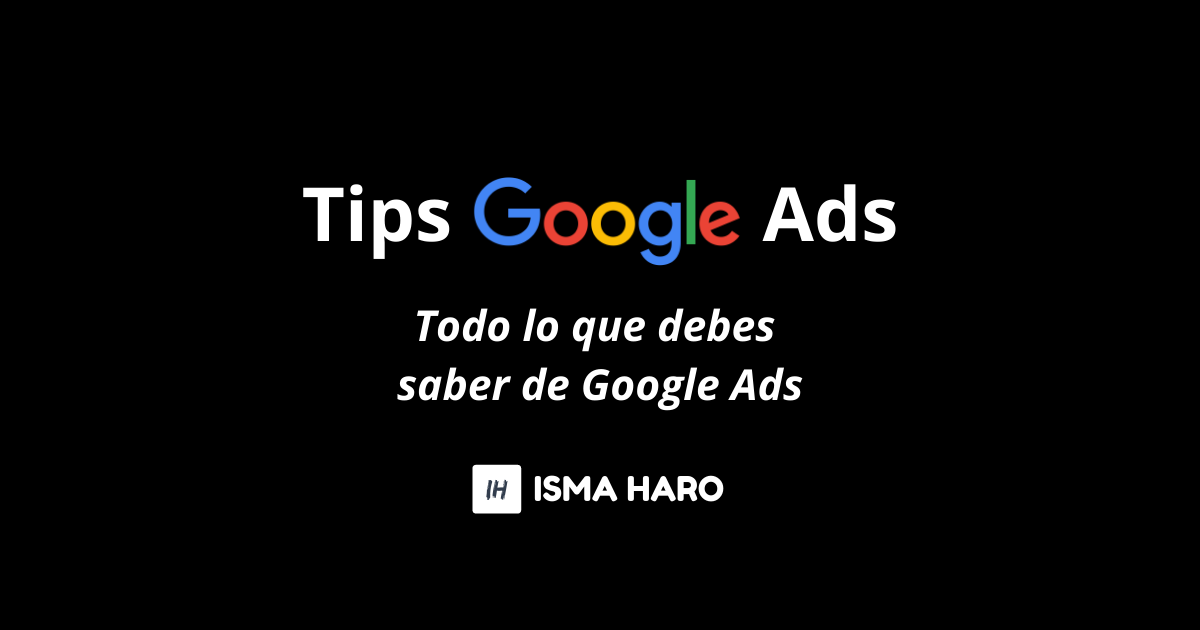 Tips Google Ads
Todo lo que debes
saber de Google Ads
IH ISMA HARO